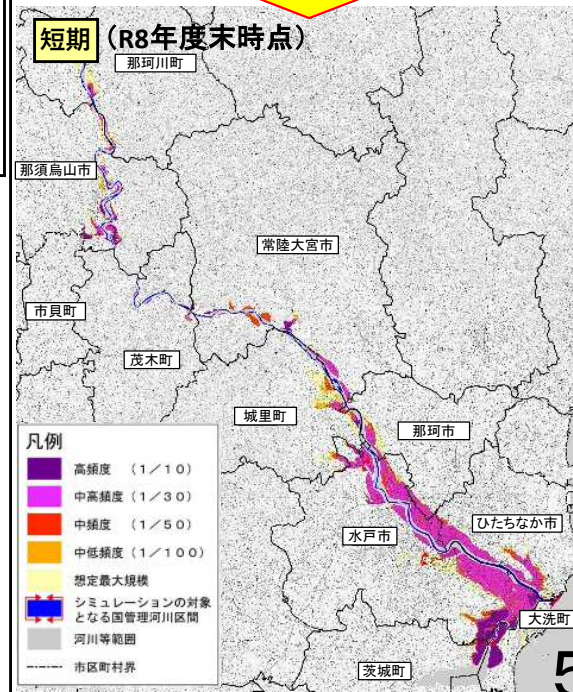 短期 (R8年度末時点)
那珂川町
那須烏山市
常陸大宮市
市貝町
茂木町
城里町
那珂市
凡例
高頻度 (1/10)
中高頻度 (1/30)
中頻度 (1/50)
中低頻度 (1/100)
想定最大規模
シミュレーションの対象
となる国管理河川区間
河川等範囲
市区町村界
ひたちなか市
水戸市
大洗町
茨城町
5